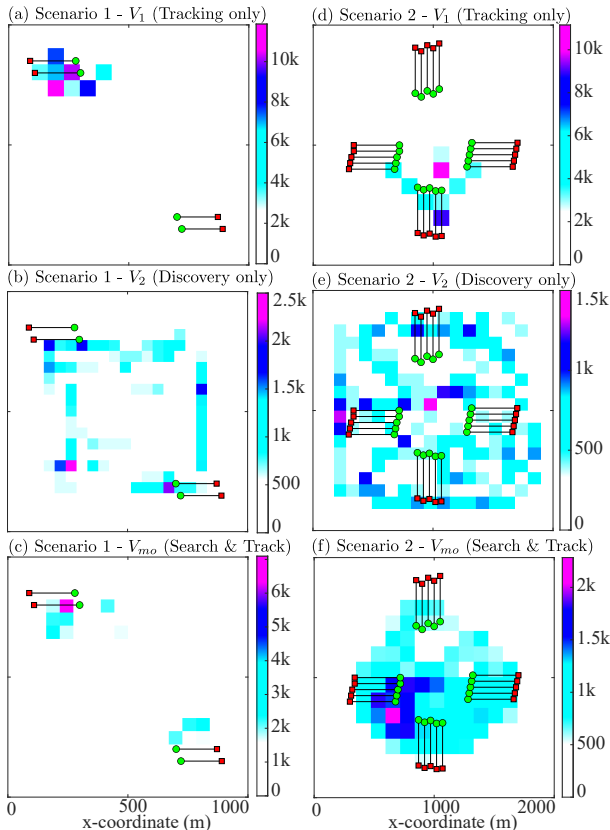 (a) Scenario 1 - V1 (Tracking only)
10k
8k
6k
4k
2k
0
(d) Scenario 2 - V1 (Tracking only)
10k
8k
6k
4k
2k
0
(b) Scenario 1 - V2 (Discovery only)
2.5k
2k
1.5k
1k
500
0
(e) Scenario 2 - V2 (Discovery only)
1.5k
1k
500
0
(c) Scenario 1 - Vmo (Search & Track)
6k
5k
4k
3k
2k
1k
0
0 500 1000
x-coordinate (m)
(f) Scenario 2 - Vmo (Search & Track)
2k
1.5k
1k
500
0
0 1000 2000
x-coordinate (m)